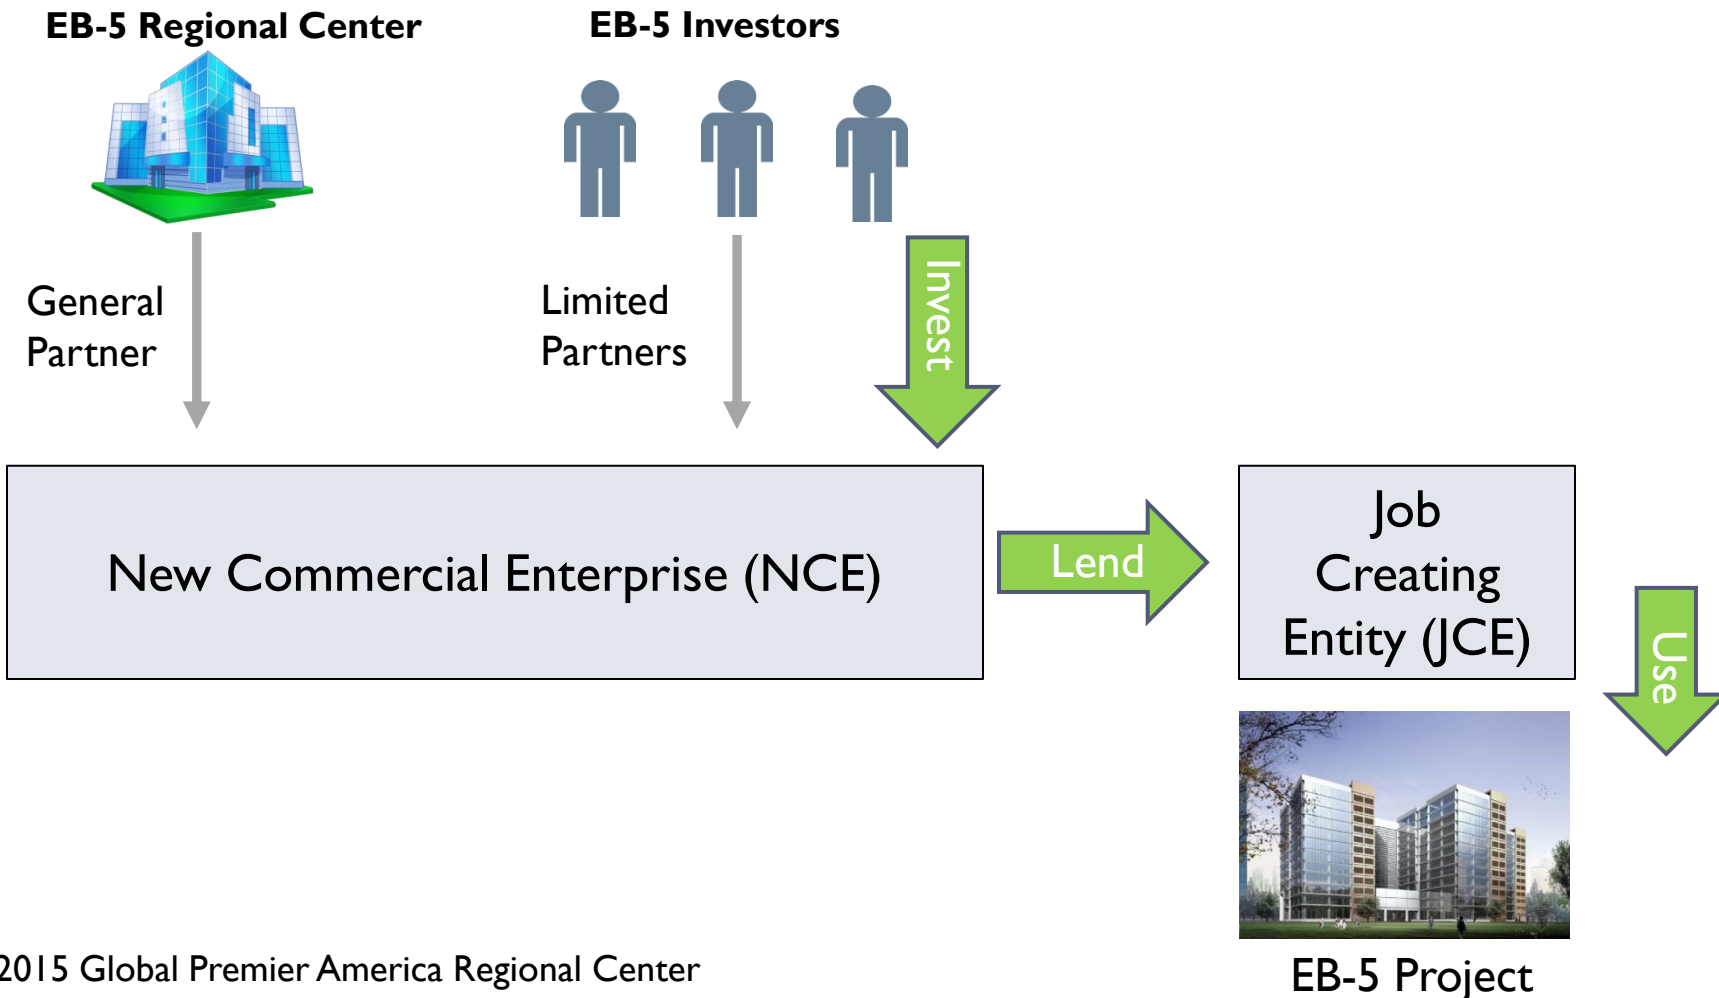 EB-5 Regional Center
EB-5 Investors
General
Partner
Limited
Partners
Invest
New Commercial Enterprise (NCE)
Lend
Job
Creating
Entity (JCE)
Use
2015 Global Premier America Regional Center
EB-5 Project